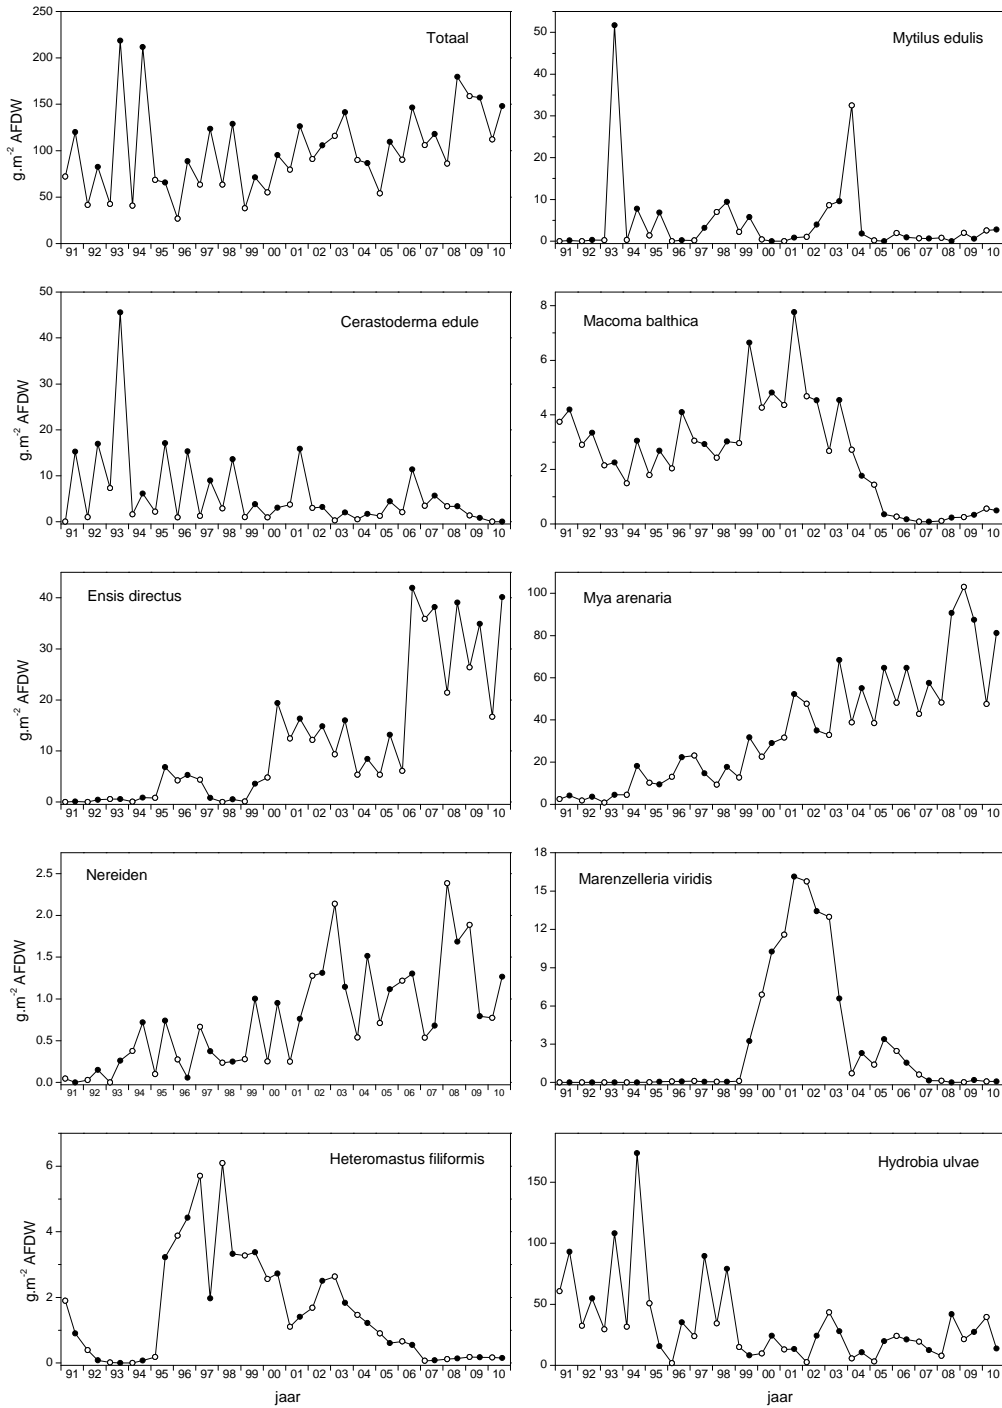 Totaal
g.m⁻² AFDW
250
200
150
100
50
0
91 92 93 94 95 96 97 98 99 00 01 02 03 04 05 06 07 08 09 10
Mytilus edulis
50
40
30
20
10
0
91 92 93 94 95 96 97 98 99 00 01 02 03 04 05 06 07 08 09 10
Cerastoderma edule
g.m⁻² AFDW
50
40
30
20
10
0
91 92 93 94 95 96 97 98 99 00 01 02 03 04 05 06 07 08 09 10
Macoma balthica
8
6
4
2
0
91 92 93 94 95 96 97 98 99 00 01 02 03 04 05 06 07 08 09 10
Ensis directus
g.m⁻² AFDW
40
30
20
10
0
91 92 93 94 95 96 97 98 99 00 01 02 03 04 05 06 07 08 09 10
Mya arenaria
100
80
60
40
20
0
91 92 93 94 95 96 97 98 99 00 01 02 03 04 05 06 07 08 09 10
Nereiden
g.m⁻² AFDW
2.5
2.0
1.5
1.0
0.5
0.0
91 92 93 94 95 96 97 98 99 00 01 02 03 04 05 06 07 08 09 10
Marenzelleria viridis
18
15
12
9
6
3
0
91 92 93 94 95 96 97 98 99 00 01 02 03 04 05 06 07 08 09 10
Heteromastus filiformis
g.m⁻² AFDW
6
4
2
0
91 92 93 94 95 96 97 98 99 00 01 02 03 04 05 06 07 08 09 10
jaar
Hydrobia ulvae
150
100
50
0
91 92 93 94 95 96 97 98 99 00 01 02 03 04 05 06 07 08 09 10
jaar